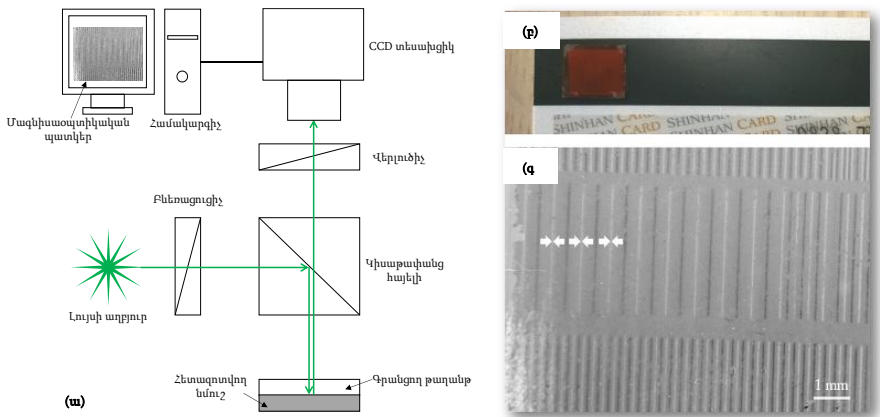 Մագնիսաօպտիկական
պատկեր
Համակարգիչ
CCD տեսախցիկ
Վերլուծիչ
Բևեռացուցիչ
Լույսի աղբյուր
Կիսաթափանց
հայելի
Հետազոտվող
նմուշ
Գրանցող թաղանթ
(ա)
(բ)
SHINHAN CARD SHINHAN CARD
(գ
1 mm